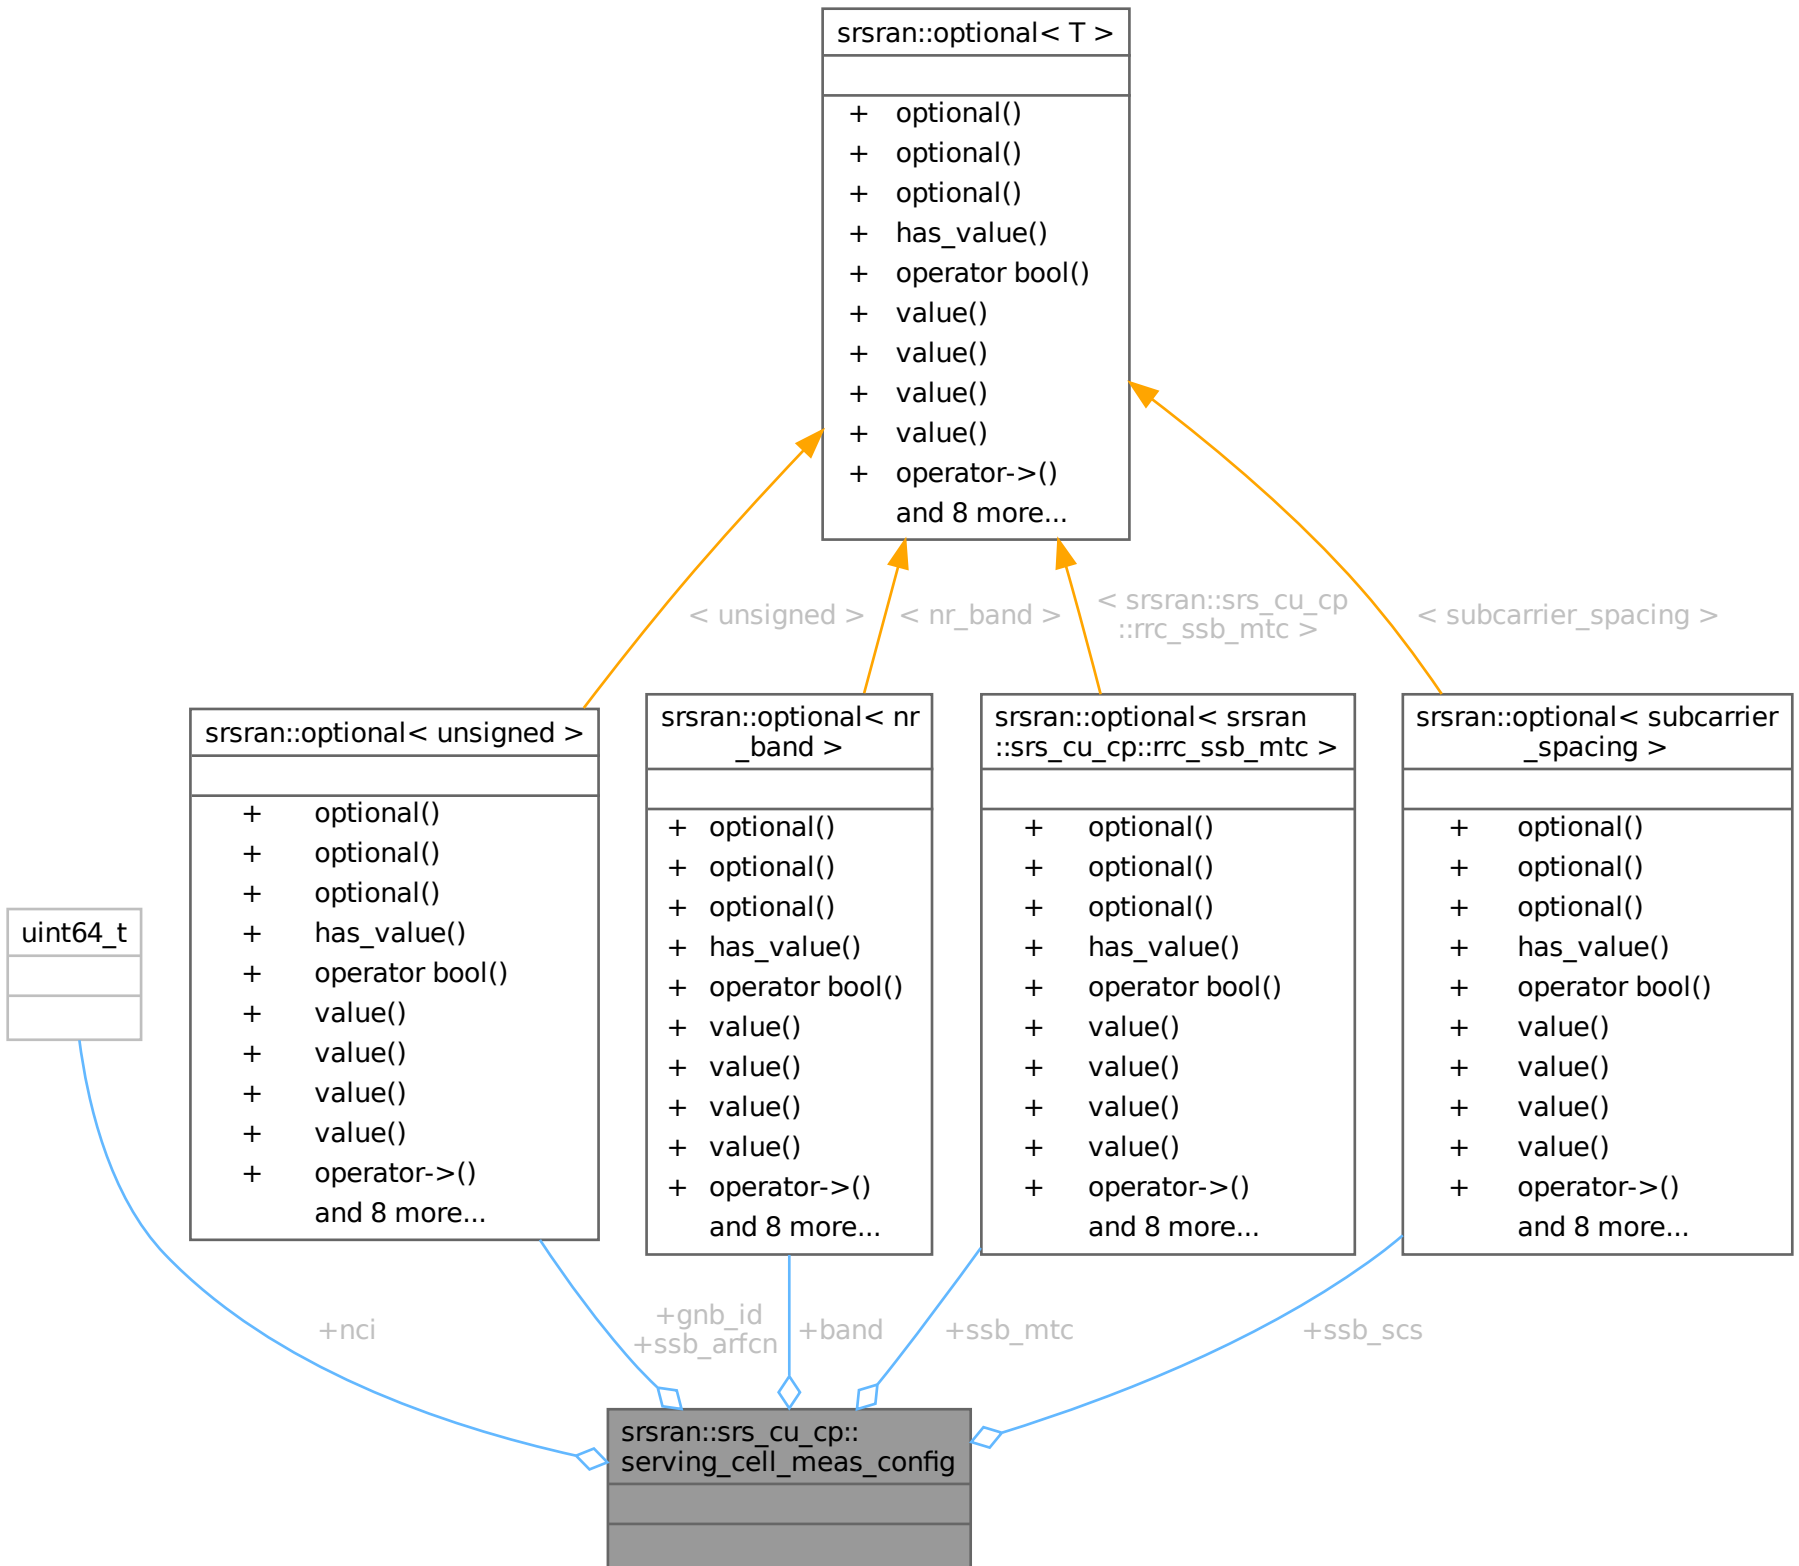 srsran::optional< T >
+ optional()
+ optional()
+ optional()
+ has_value()
+ operator bool()
+ value()
+ value()
+ value()
+ value()
+ operator->()
and 8 more...
< unsigned >
< nr_band >
< srsran::srs_cu_cp
::rrc_ssb_mtc >
< subcarrier_spacing >
uint64_t
srsran::optional< unsigned >
+ optional()
+ optional()
+ optional()
+ has_value()
+ operator bool()
+ value()
+ value()
+ value()
+ value()
+ operator->()
and 8 more...
srsran::optional< nr
_band >
+ optional()
+ optional()
+ optional()
+ has_value()
+ operator bool()
+ value()
+ value()
+ value()
+ value()
+ operator->()
and 8 more...
srsran::optional< srsran
::srs_cu_cp::rrc_ssb_mtc >
+ optional()
+ optional()
+ optional()
+ has_value()
+ operator bool()
+ value()
+ value()
+ value()
+ value()
+ operator->()
and 8 more...
srsran::optional< subcarrier
_spacing >
+ optional()
+ optional()
+ optional()
+ has_value()
+ operator bool()
+ value()
+ value()
+ value()
+ value()
+ operator->()
and 8 more...
+nci
+gnb_id
+ssb_arfcn
+band
+ssb_mtc
+ssb_scs
srsran::srs_cu_cp::
serving_cell_meas_config